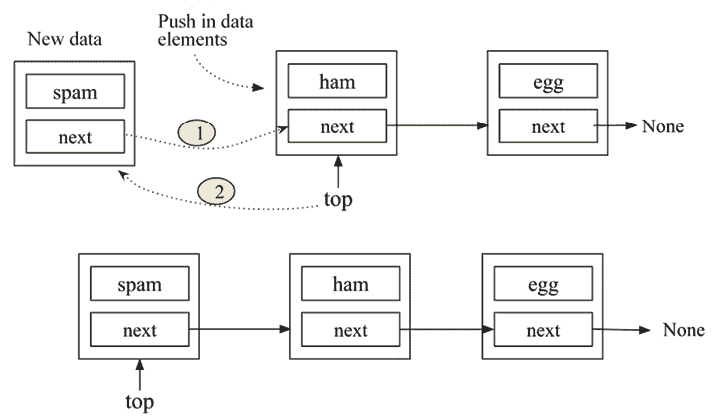 Push in data
elements
New data
spam
ham
egg
next
1
next
next
None
2
top
spam
ham
egg
next
next
next
None
top